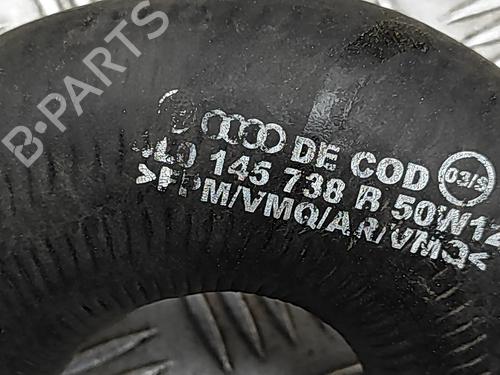 B-PARTS
DE COD 03/9
145 738 R 50W12
>FPM/VMQ/AR/VMQ<